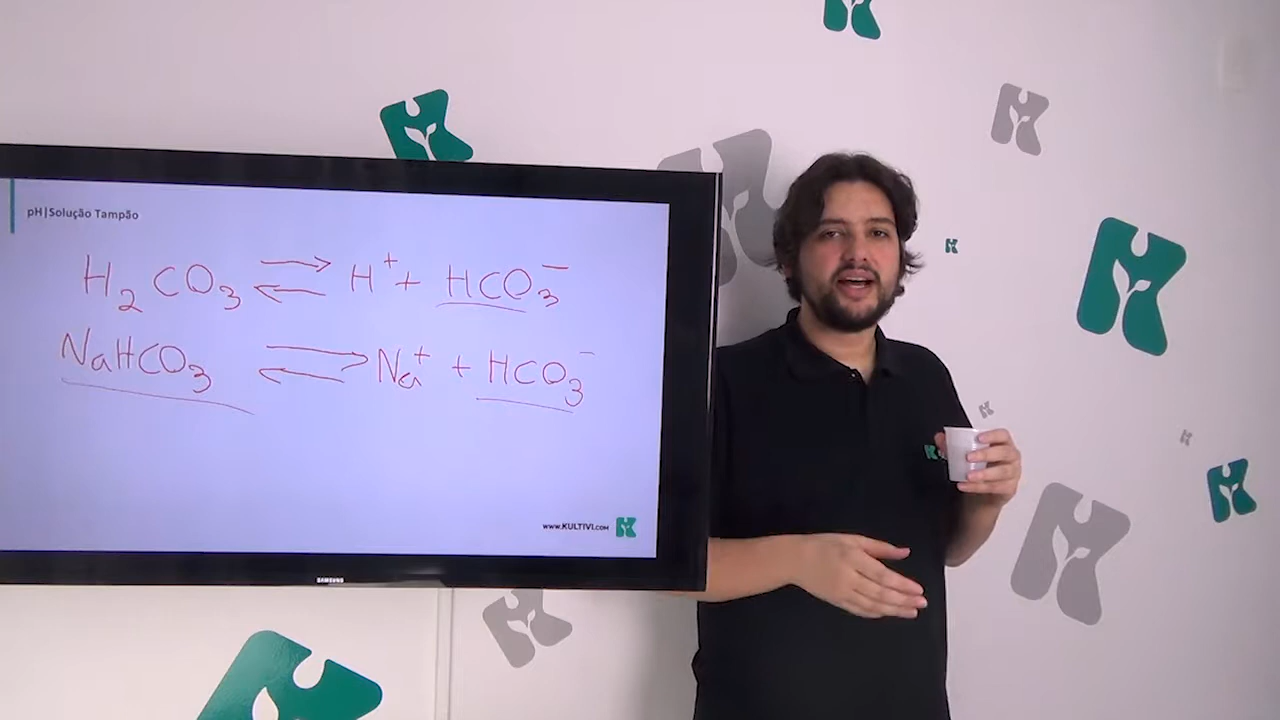 pH|Solução Tampão
H₂CO₃ ⇌ H⁺ + HCO₃⁻
NaHCO₃ ⇌ Na⁺ + HCO₃⁻
www.KULTIVI.COM
SAMSUNG